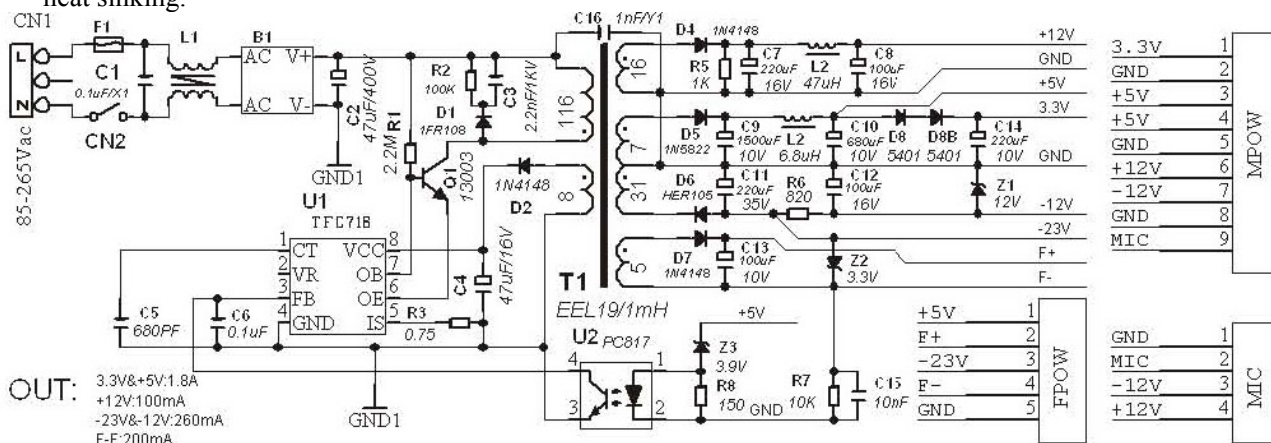 heat sinking.
CN1
F1
L
N
C1
0.1uF/X1
CN2
85-265Vac
L1
B1
AC V+
AC V-
C2
47uF/400V
GND1
R1
2.2M
R2
100K
C3
2.2nF/1KV
D1
1FR108
Q1
13003
116
8
1N4148
D2
C16
1nF/Y1
T1
EEL19/1mH
16
7
31
5
D4
1N4148
R5
1K
C7
220uF
16V
L2
47uH
C8
100uF
16V
+12V
GND
+5V
3.3V
D5
1N5822
C9
1500uF
10V
L2
6.8uH
C10
680uF
10V
D8
5401
D8B
5401
C14
220uF
10V
GND
D6
HER105
C11
220uF
35V
R6
820
C12
100uF
16V
Z1
12V
-12V
-23V
F+
F-
D7
1N4148
C13
100uF
10V
Z2
3.3V
U1
1 CT VCC 8
2 VR OB 7
3 FB OE 6
4 GND IS 5
C5
680PF
C6
0.1uF
R3
0.75
C4
47uF/16V
GND1
U2
PC817
4
3
1
2
+5V
Z3
3.9V
R8
150
GND
R7
10K
C15
10nF
OUT:
3.3V&+5V:1.8A
+12V:100mA
-23V&-12V:260mA
F-F:200mA
3.3V 1
GND 2
+5V 3
+5V 4
GND 5
+12V 6
-12V 7
GND 8
MIC 9
MPOW
+5V 1
F+ 2
-23V 3
F- 4
GND 5
FPOW
GND 1
MIC 2
-12V 3
+12V 4
MIC